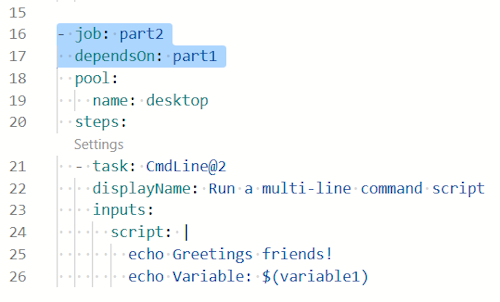 15
16 - job: part2
17 dependsOn: part1
18 pool:
19 name: desktop
20 steps:
Settings
21 - task: CmdLine@2
22 displayName: Run a multi-line command script
23 inputs:
24 script: |
25 echo Greetings friends!
26 echo Variable: $(variable1)